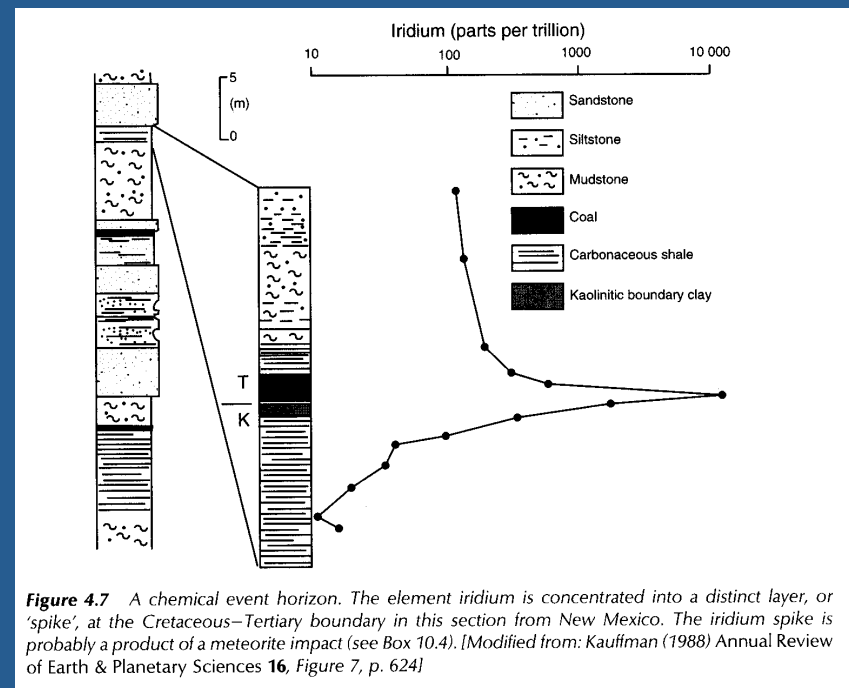 Iridium (parts per trillion)
10 100 1000 10 000
5
(m)
0
Sandstone
Siltstone
Mudstone
Coal
Carbonaceous shale
Kaolinitic boundary clay
T
K
Figure 4.7 A chemical event horizon. The element iridium is concentrated into a distinct layer, or
'spike', at the Cretaceous–Tertiary boundary in this section from New Mexico. The iridium spike is
probably a product of a meteorite impact (see Box 10.4). [Modified from: Kauffman (1988) Annual Review
of Earth & Planetary Sciences 16, Figure 7, p. 624]